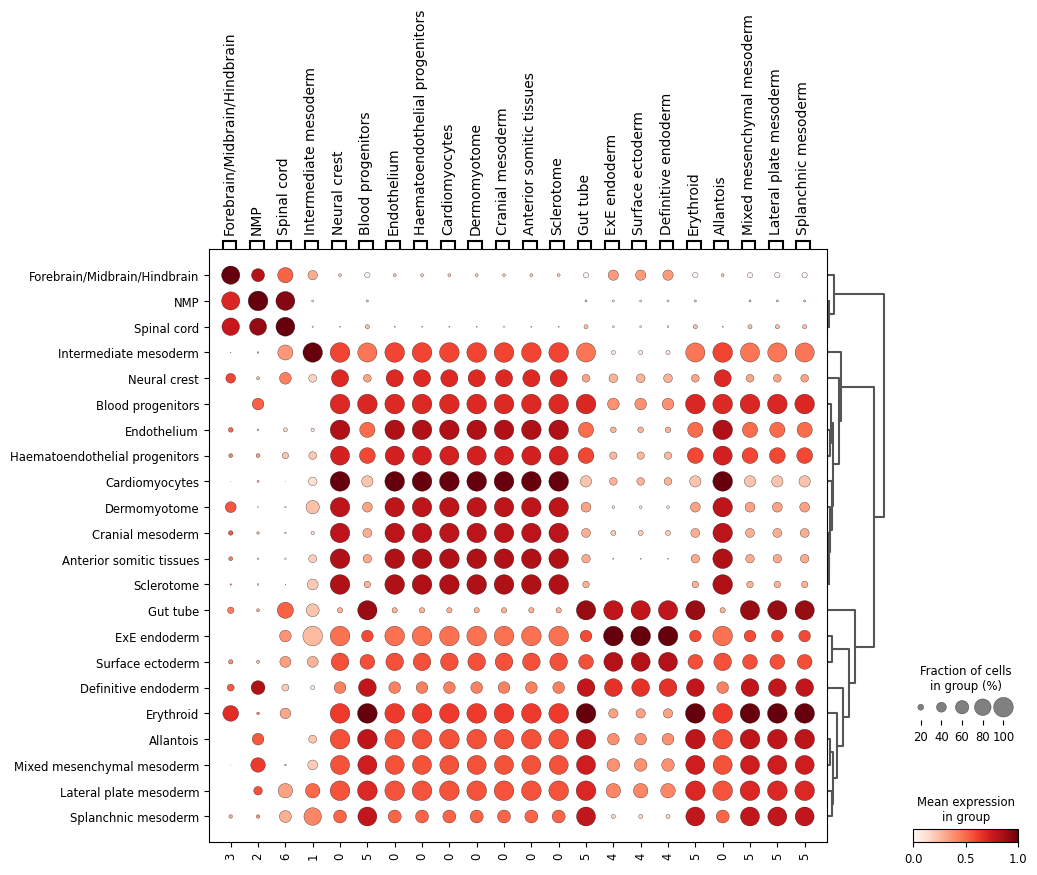 Forebrain/Midbrain/Hindbrain
NMP
Spinal cord
Intermediate mesoderm
Neural crest
Blood progenitors
Endothelium
Haematoendothelial progenitors
Cardiomyocytes
Dermomyotome
Cranial mesoderm
Anterior somitic tissues
Sclerotome
Gut tube
ExE endoderm
Surface ectoderm
Definitive endoderm
Erythroid
Allantois
Mixed mesenchymal mesoderm
Lateral plate mesoderm
Splanchnic mesoderm
Forebrain/Midbrain/Hindbrain
NMP
Spinal cord
Intermediate mesoderm
Neural crest
Blood progenitors
Endothelium
Haematoendothelial progenitors
Cardiomyocytes
Dermomyotome
Cranial mesoderm
Anterior somitic tissues
Sclerotome
Gut tube
ExE endoderm
Surface ectoderm
Definitive endoderm
Erythroid
Allantois
Mixed mesenchymal mesoderm
Lateral plate mesoderm
Splanchnic mesoderm
3 2 6 1 0 5 0 0 0 0 0 0 0 5 4 4 4 5 0 5 5 5
Fraction of cells
in group (%)
20 40 60 80 100
Mean expression
in group
0.0 0.5 1.0